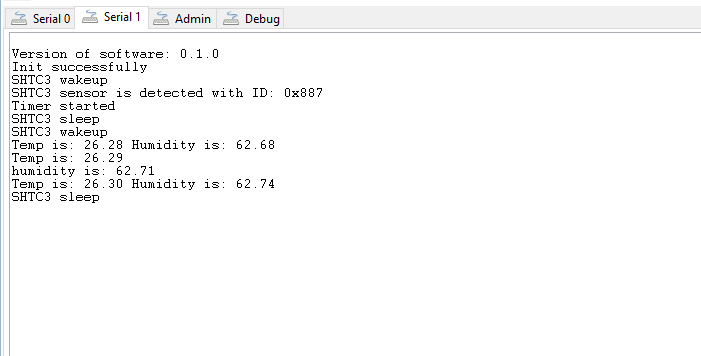 Serial 0 Serial 1 Admin Debug
Version of software: 0.1.0
Init successfully
SHTC3 wakeup
SHTC3 sensor is detected with ID: 0x887
Timer started
SHTC3 sleep
SHTC3 wakeup
Temp is: 26.28 Humidity is: 62.68
Temp is: 26.29
humidity is: 62.71
Temp is: 26.30 Humidity is: 62.74
SHTC3 sleep